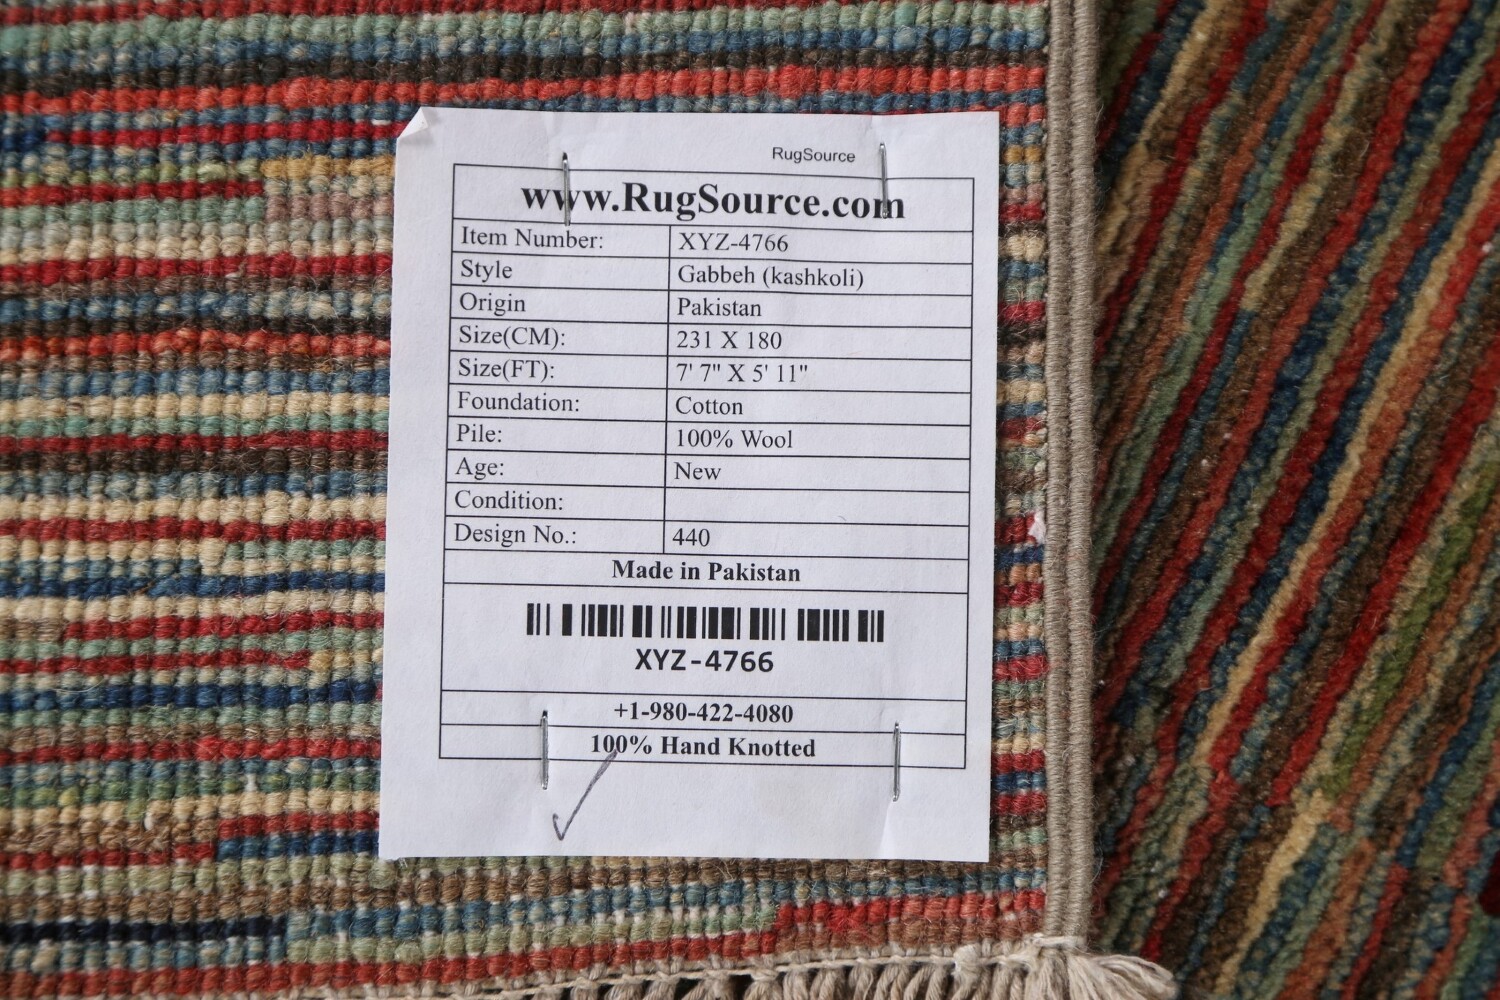 RugSource
www.RugSource.com
Item Number: XYZ-4766
Style Gabbeh (kashkoli)
Origin Pakistan
Size(CM): 231 X 180
Size(FT): 7' 7" X 5' 11"
Foundation: Cotton
Pile: 100% Wool
Age: New
Condition:
Design No.: 440
Made in Pakistan
XYZ-4766
+1-980-422-4080
100% Hand Knotted